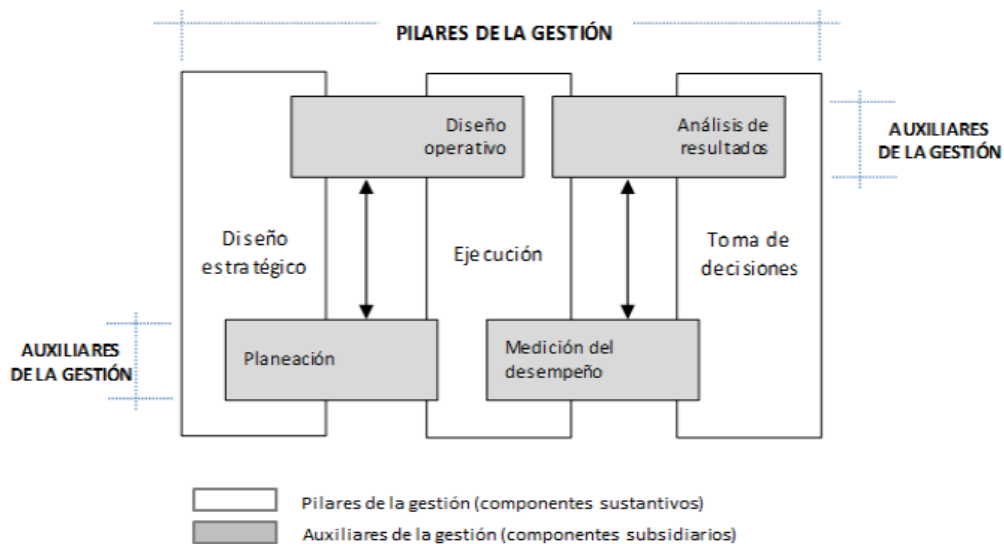 PILARES DE LA GESTIÓN
Diseño
operativo
Análisis de
resultados
AUXILIARES
DE LA GESTIÓN
Diseño
estratégico
Ejecución
Toma de
decisiones
AUXILIARES
DE LA GESTIÓN
Planeación
Medición del
desempeño
Pilares de la gestión (componentes sustantivos)
Auxiliares de la gestión (componentes subsidiarios)